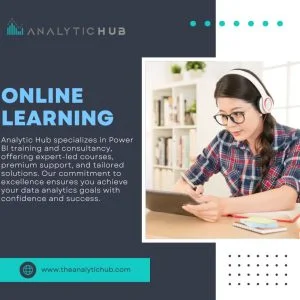 ANALYTICHUB
ONLINE
LEARNING
Analytic Hub specializes in Power
BI training and consultancy,
offering expert-led courses,
premium support, and tailored
solutions. Our commitment to
excellence ensures you achieve
your data analytics goals with
confidence and success.
www.theanalytichub.com